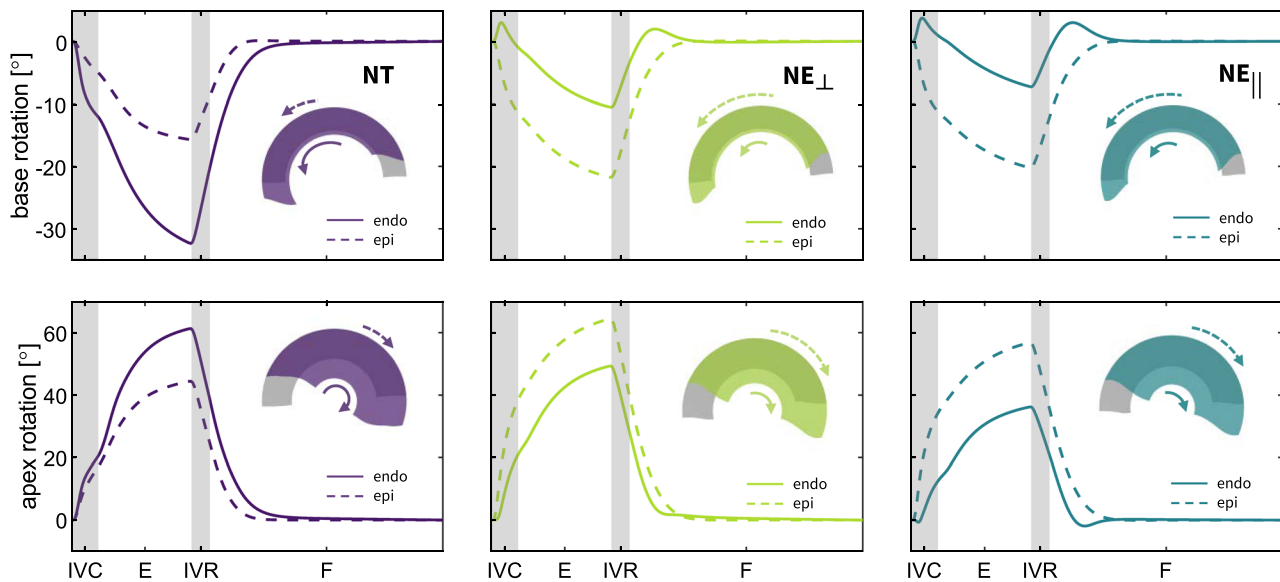 base rotation [°]
0
-10
-20
-30
NT
endo
epi
NE⊥
endo
epi
NE||
endo
epi
apex rotation [°]
60
40
20
0
endo
epi
endo
epi
endo
epi
IVC E IVR F
IVC E IVR F
IVC E IVR F